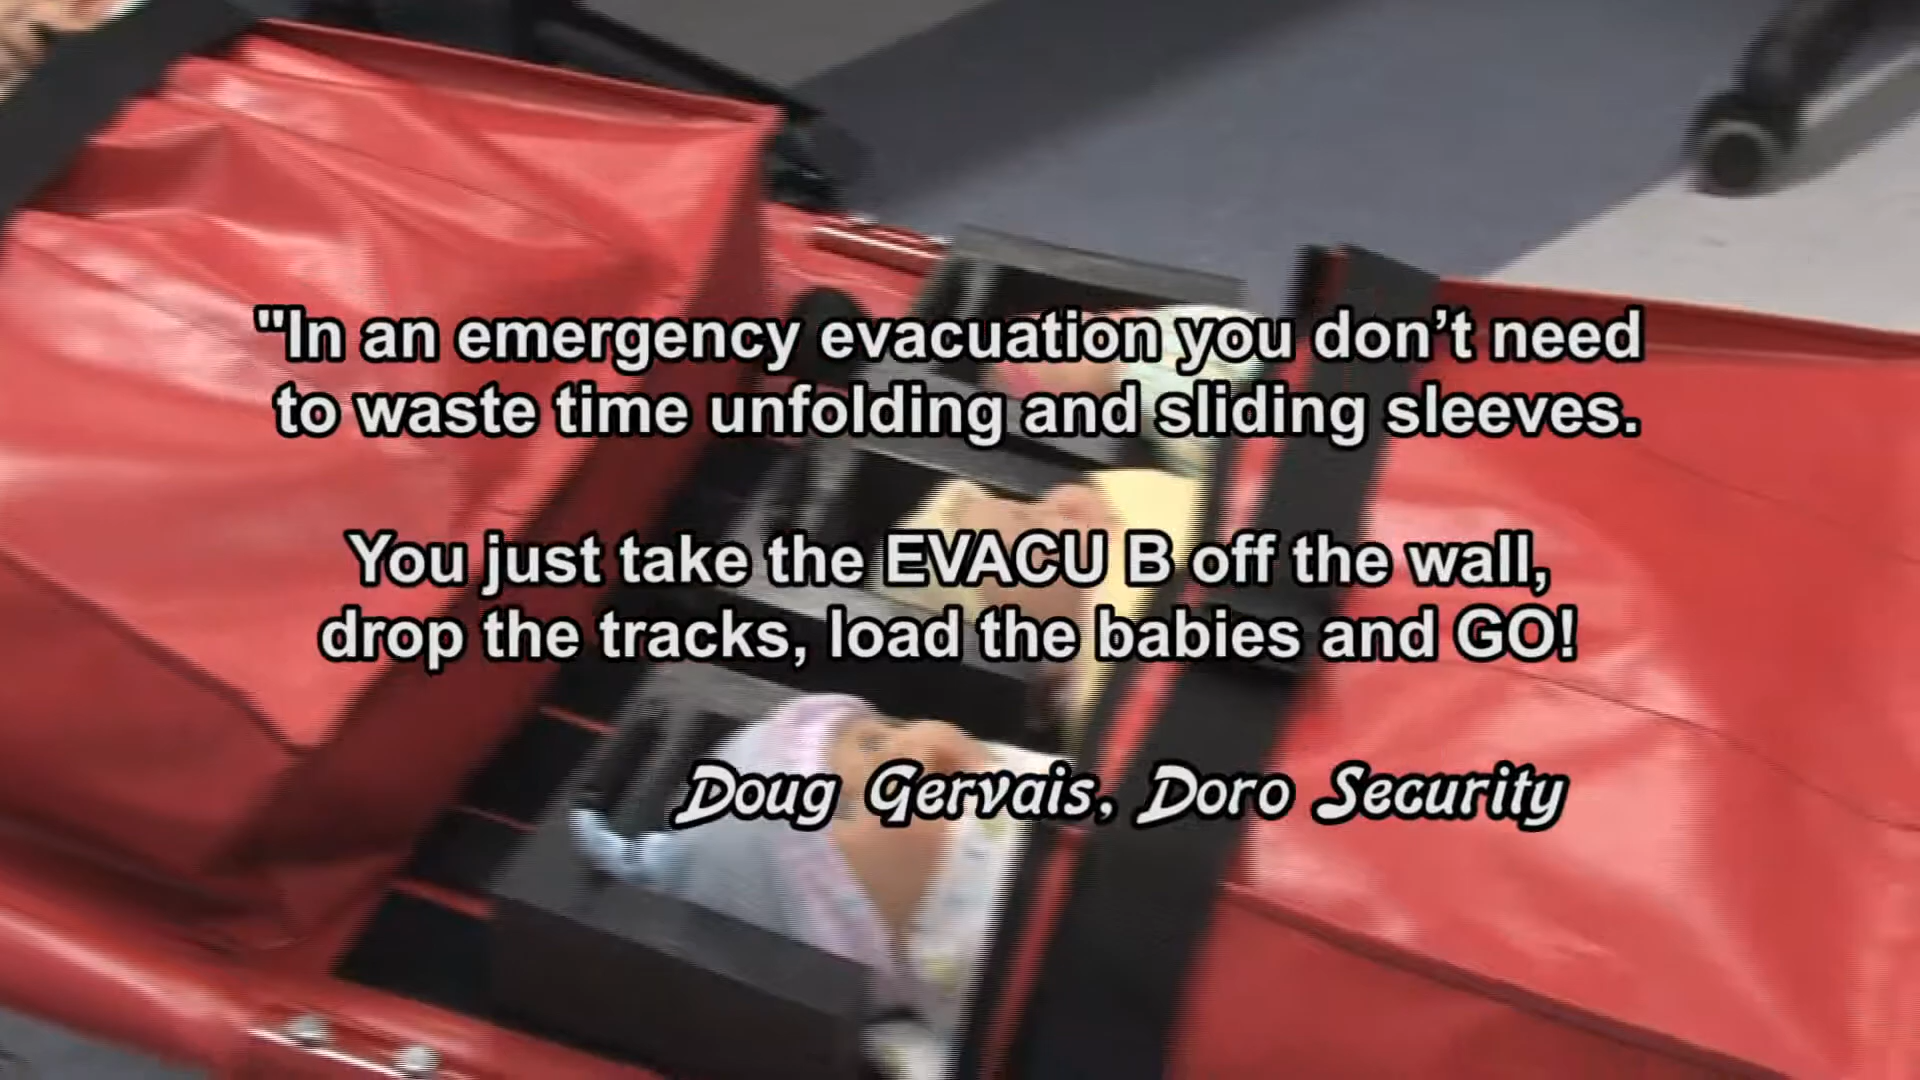 "In an emergency evacuation you don’t need
to waste time unfolding and sliding sleeves.
You just take the EVACU B off the wall,
drop the tracks, load the babies and GO!
Doug Gervais, Doro Security